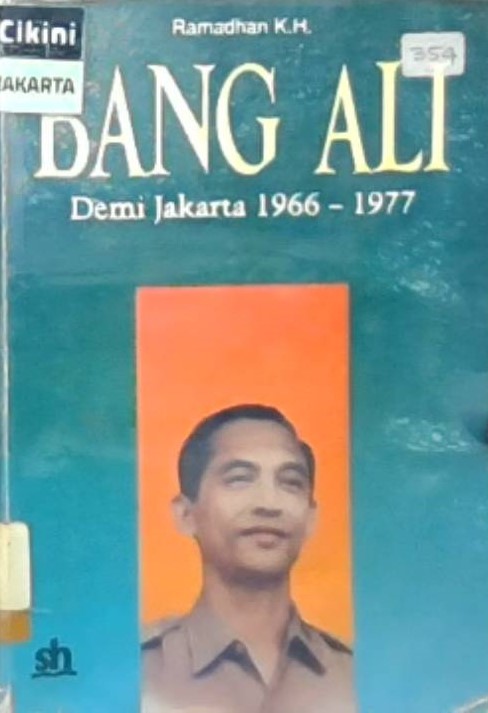 Cikini
JAKARTA
Ramadhan K.H.
354
BANG ALI
Demi Jakarta 1966 – 1977
sh